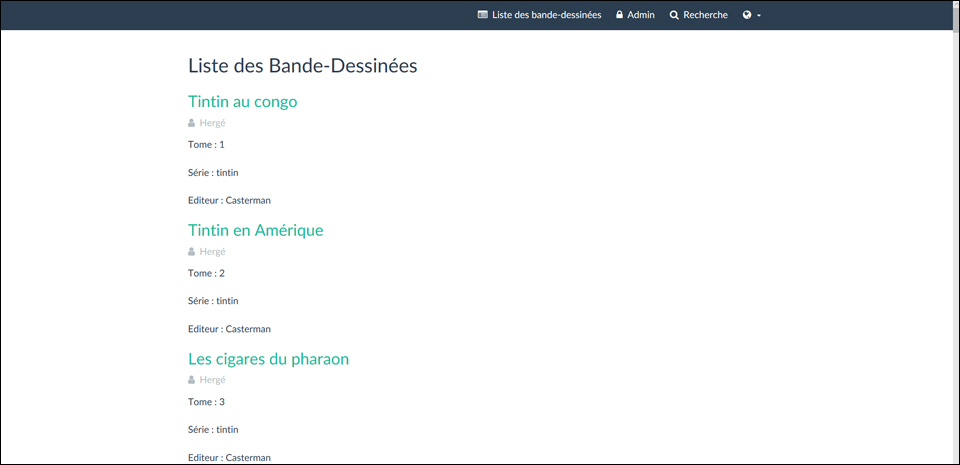 Liste des bande-dessinées Admin Recherche
Liste des Bande-Dessinées
Tintin au congo
Hergé
Tome : 1
Série : tintin
Editeur : Casterman
Tintin en Amérique
Hergé
Tome : 2
Série : tintin
Editeur : Casterman
Les cigares du pharaon
Hergé
Tome : 3
Série : tintin
Editeur : Casterman